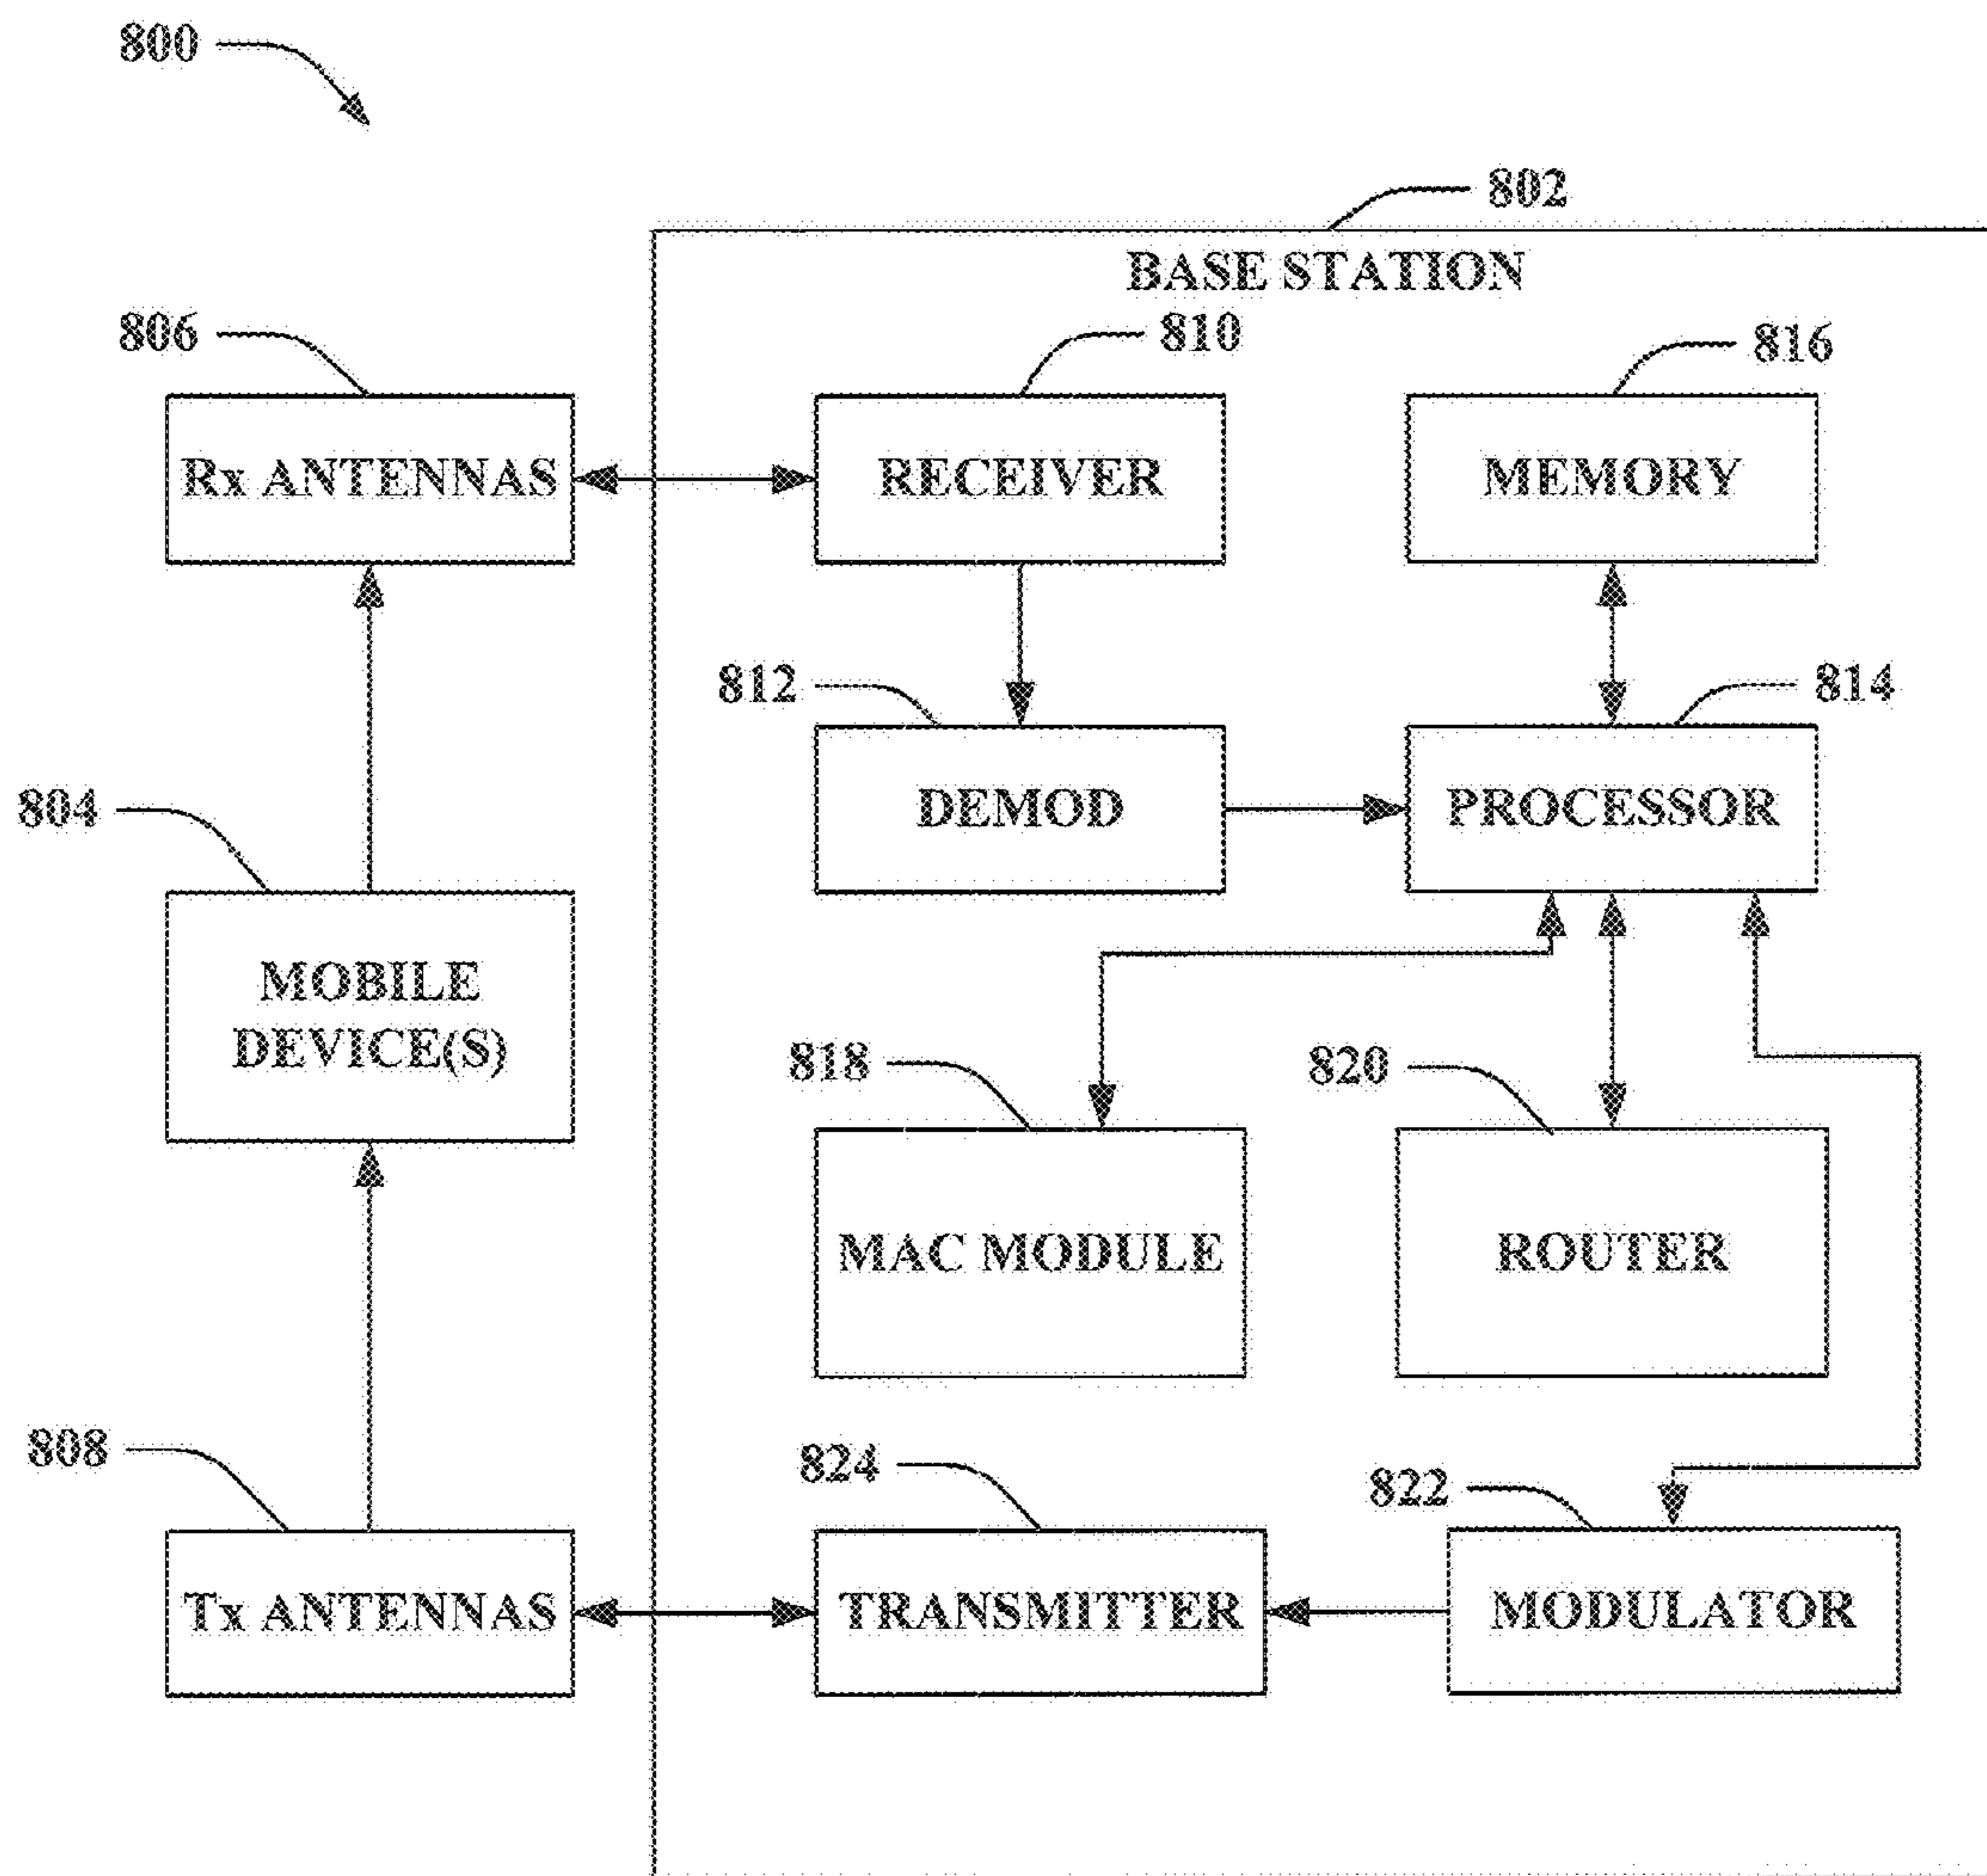 800
802
BASE STATION
806
810
816
Rx ANTENNAS
RECEIVER
MEMORY
812
814
804
DEMOD
PROCESSOR
MOBILE
DEVICE(S)
818
820
MAC MODULE
ROUTER
808
824
822
Tx ANTENNAS
TRANSMITTER
MODULATOR